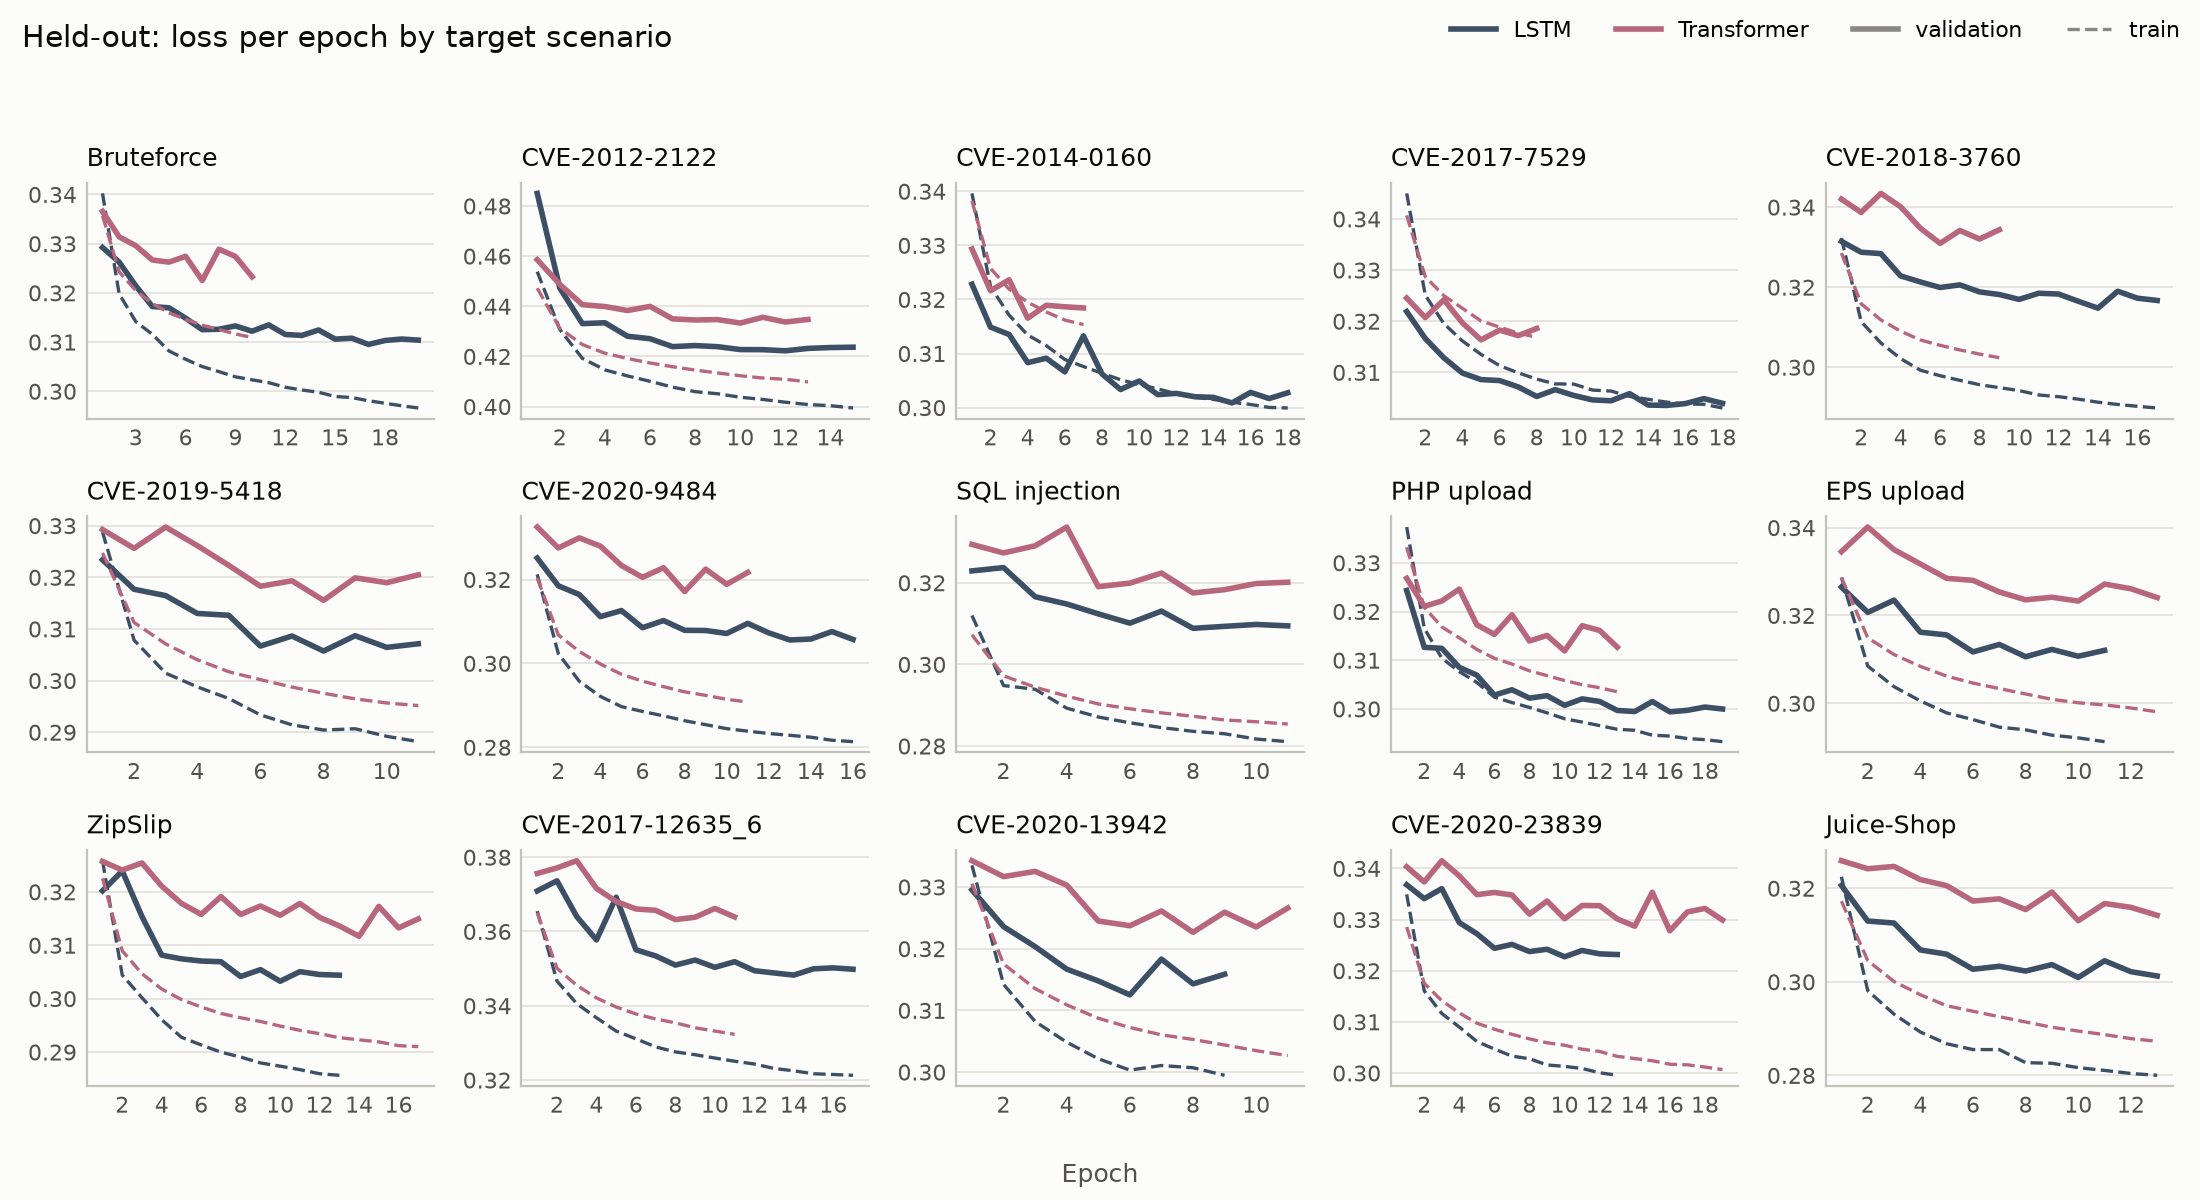 Held-out: loss per epoch by target scenario
LSTM Transformer validation train
Bruteforce
0.34
0.33
0.32
0.31
0.30
3 6 9 12 15 18
CVE-2012-2122
0.48
0.46
0.44
0.42
0.40
2 4 6 8 10 12 14
CVE-2014-0160
0.34
0.33
0.32
0.31
0.30
2 4 6 8 10 12 14 16 18
CVE-2017-7529
0.34
0.33
0.32
0.31
2 4 6 8 10 12 14 16 18
CVE-2018-3760
0.34
0.32
0.30
2 4 6 8 10 12 14 16
CVE-2019-5418
0.33
0.32
0.31
0.30
0.29
2 4 6 8 10
CVE-2020-9484
0.32
0.30
0.28
2 4 6 8 10 12 14 16
SQL injection
0.32
0.30
0.28
2 4 6 8 10
PHP upload
0.33
0.32
0.31
0.30
2 4 6 8 10 12 14 16 18
EPS upload
0.34
0.32
0.30
2 4 6 8 10 12
ZipSlip
0.32
0.31
0.30
0.29
2 4 6 8 10 12 14 16
CVE-2017-12635_6
0.38
0.36
0.34
0.32
2 4 6 8 10 12 14 16
CVE-2020-13942
0.33
0.32
0.31
0.30
2 4 6 8 10
CVE-2020-23839
0.34
0.33
0.32
0.31
0.30
2 4 6 8 10 12 14 16 18
Juice-Shop
0.32
0.30
0.28
2 4 6 8 10 12
Epoch